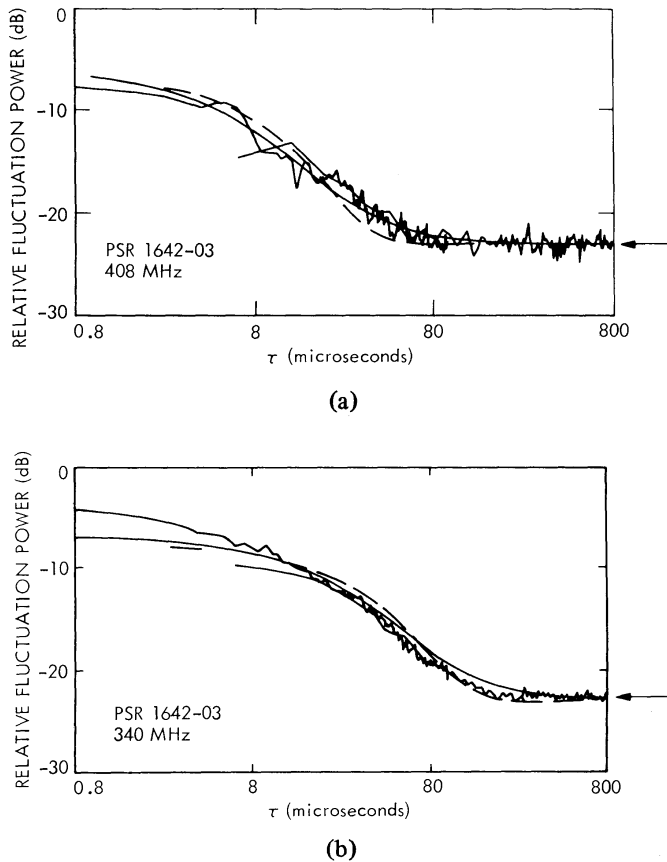 RELATIVE FLUCTUATION POWER (dB)
0
-10
-20
-30
PSR 1642-03
408 MHz
0.8
8
80
800
τ (microseconds)
(a)
RELATIVE FLUCTUATION POWER (dB)
0
-10
-20
-30
PSR 1642-03
340 MHz
0.8
8
80
800
τ (microseconds)
(b)